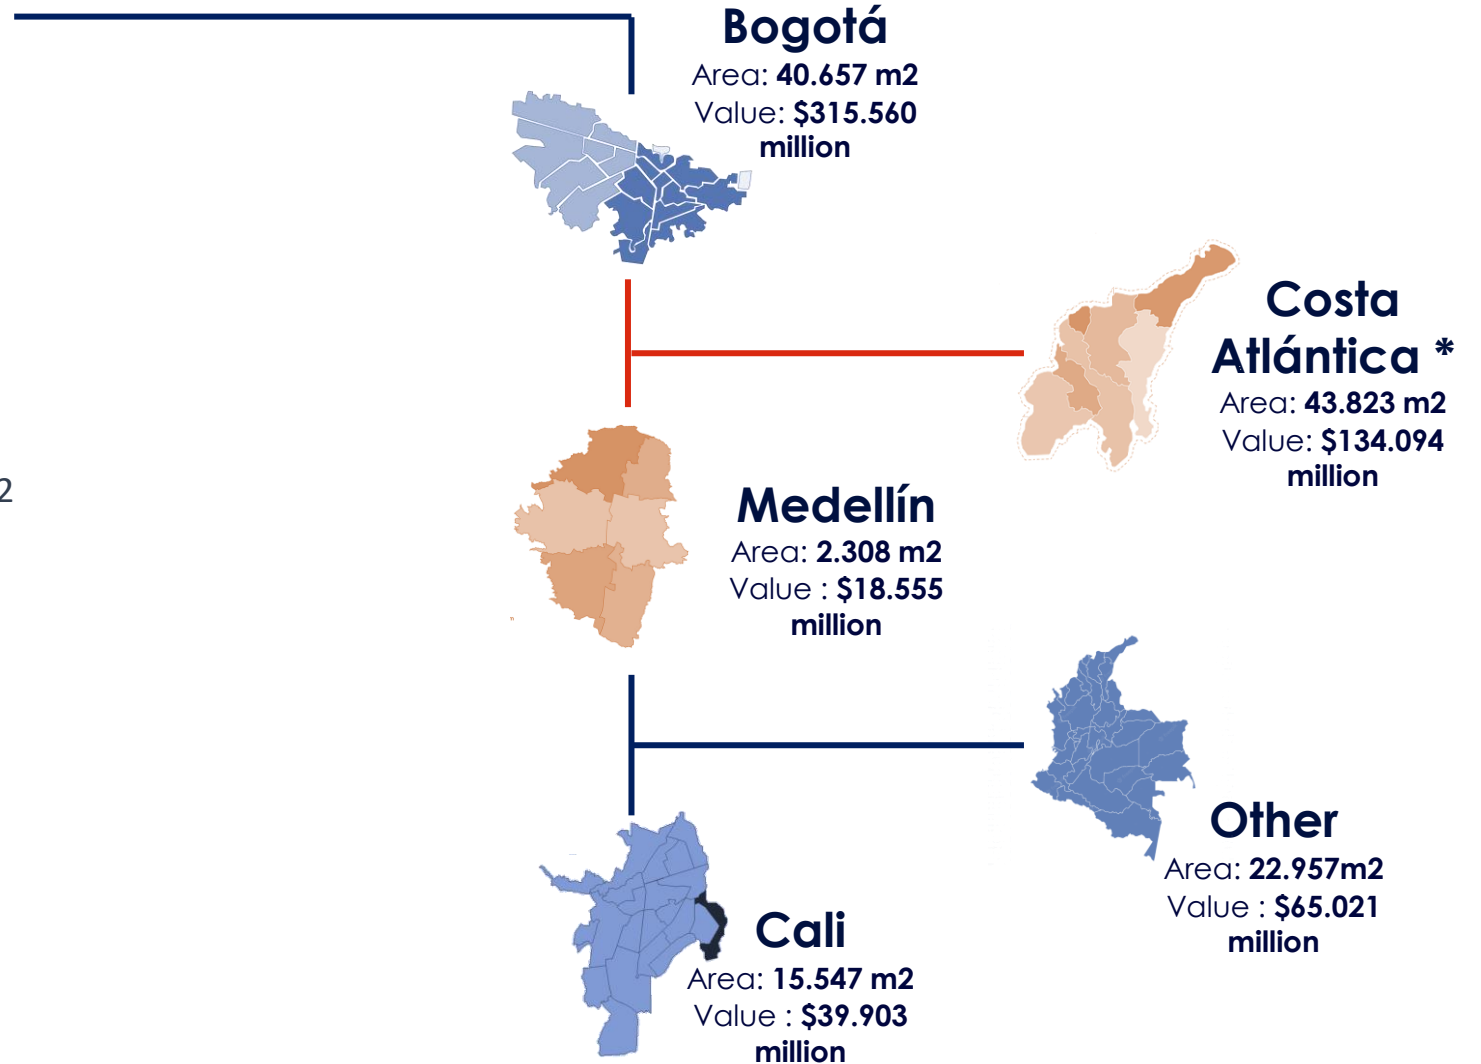 Bogotá
Area: 40.657 m2
Value: $315.560
million
Costa
Atlántica *
Area: 43.823 m2
Value: $134.094
million
2
Medellín
Area: 2.308 m2
Value : $18.555
million
Other
Area: 22.957m2
Value : $65.021
million
Cali
Area: 15.547 m2
Value : $39.903
million